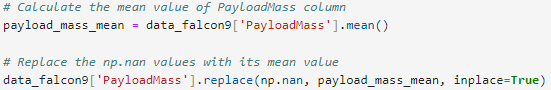 # Calculate the mean value of PayloadMass column
payload_mass_mean = data_falcon9['PayloadMass'].mean()
# Replace the np.nan values with its mean value
data_falcon9['PayloadMass'].replace(np.nan, payload_mass_mean, inplace=True)